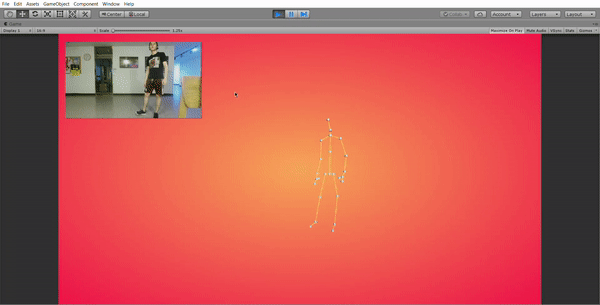 File Edit Assets GameObject Component Window Help
Center Local Account Layers Layout
Game
Display 1 16:9 Scale 1.25x Maximize On Play Mute Audio VSync Stats Gizmos